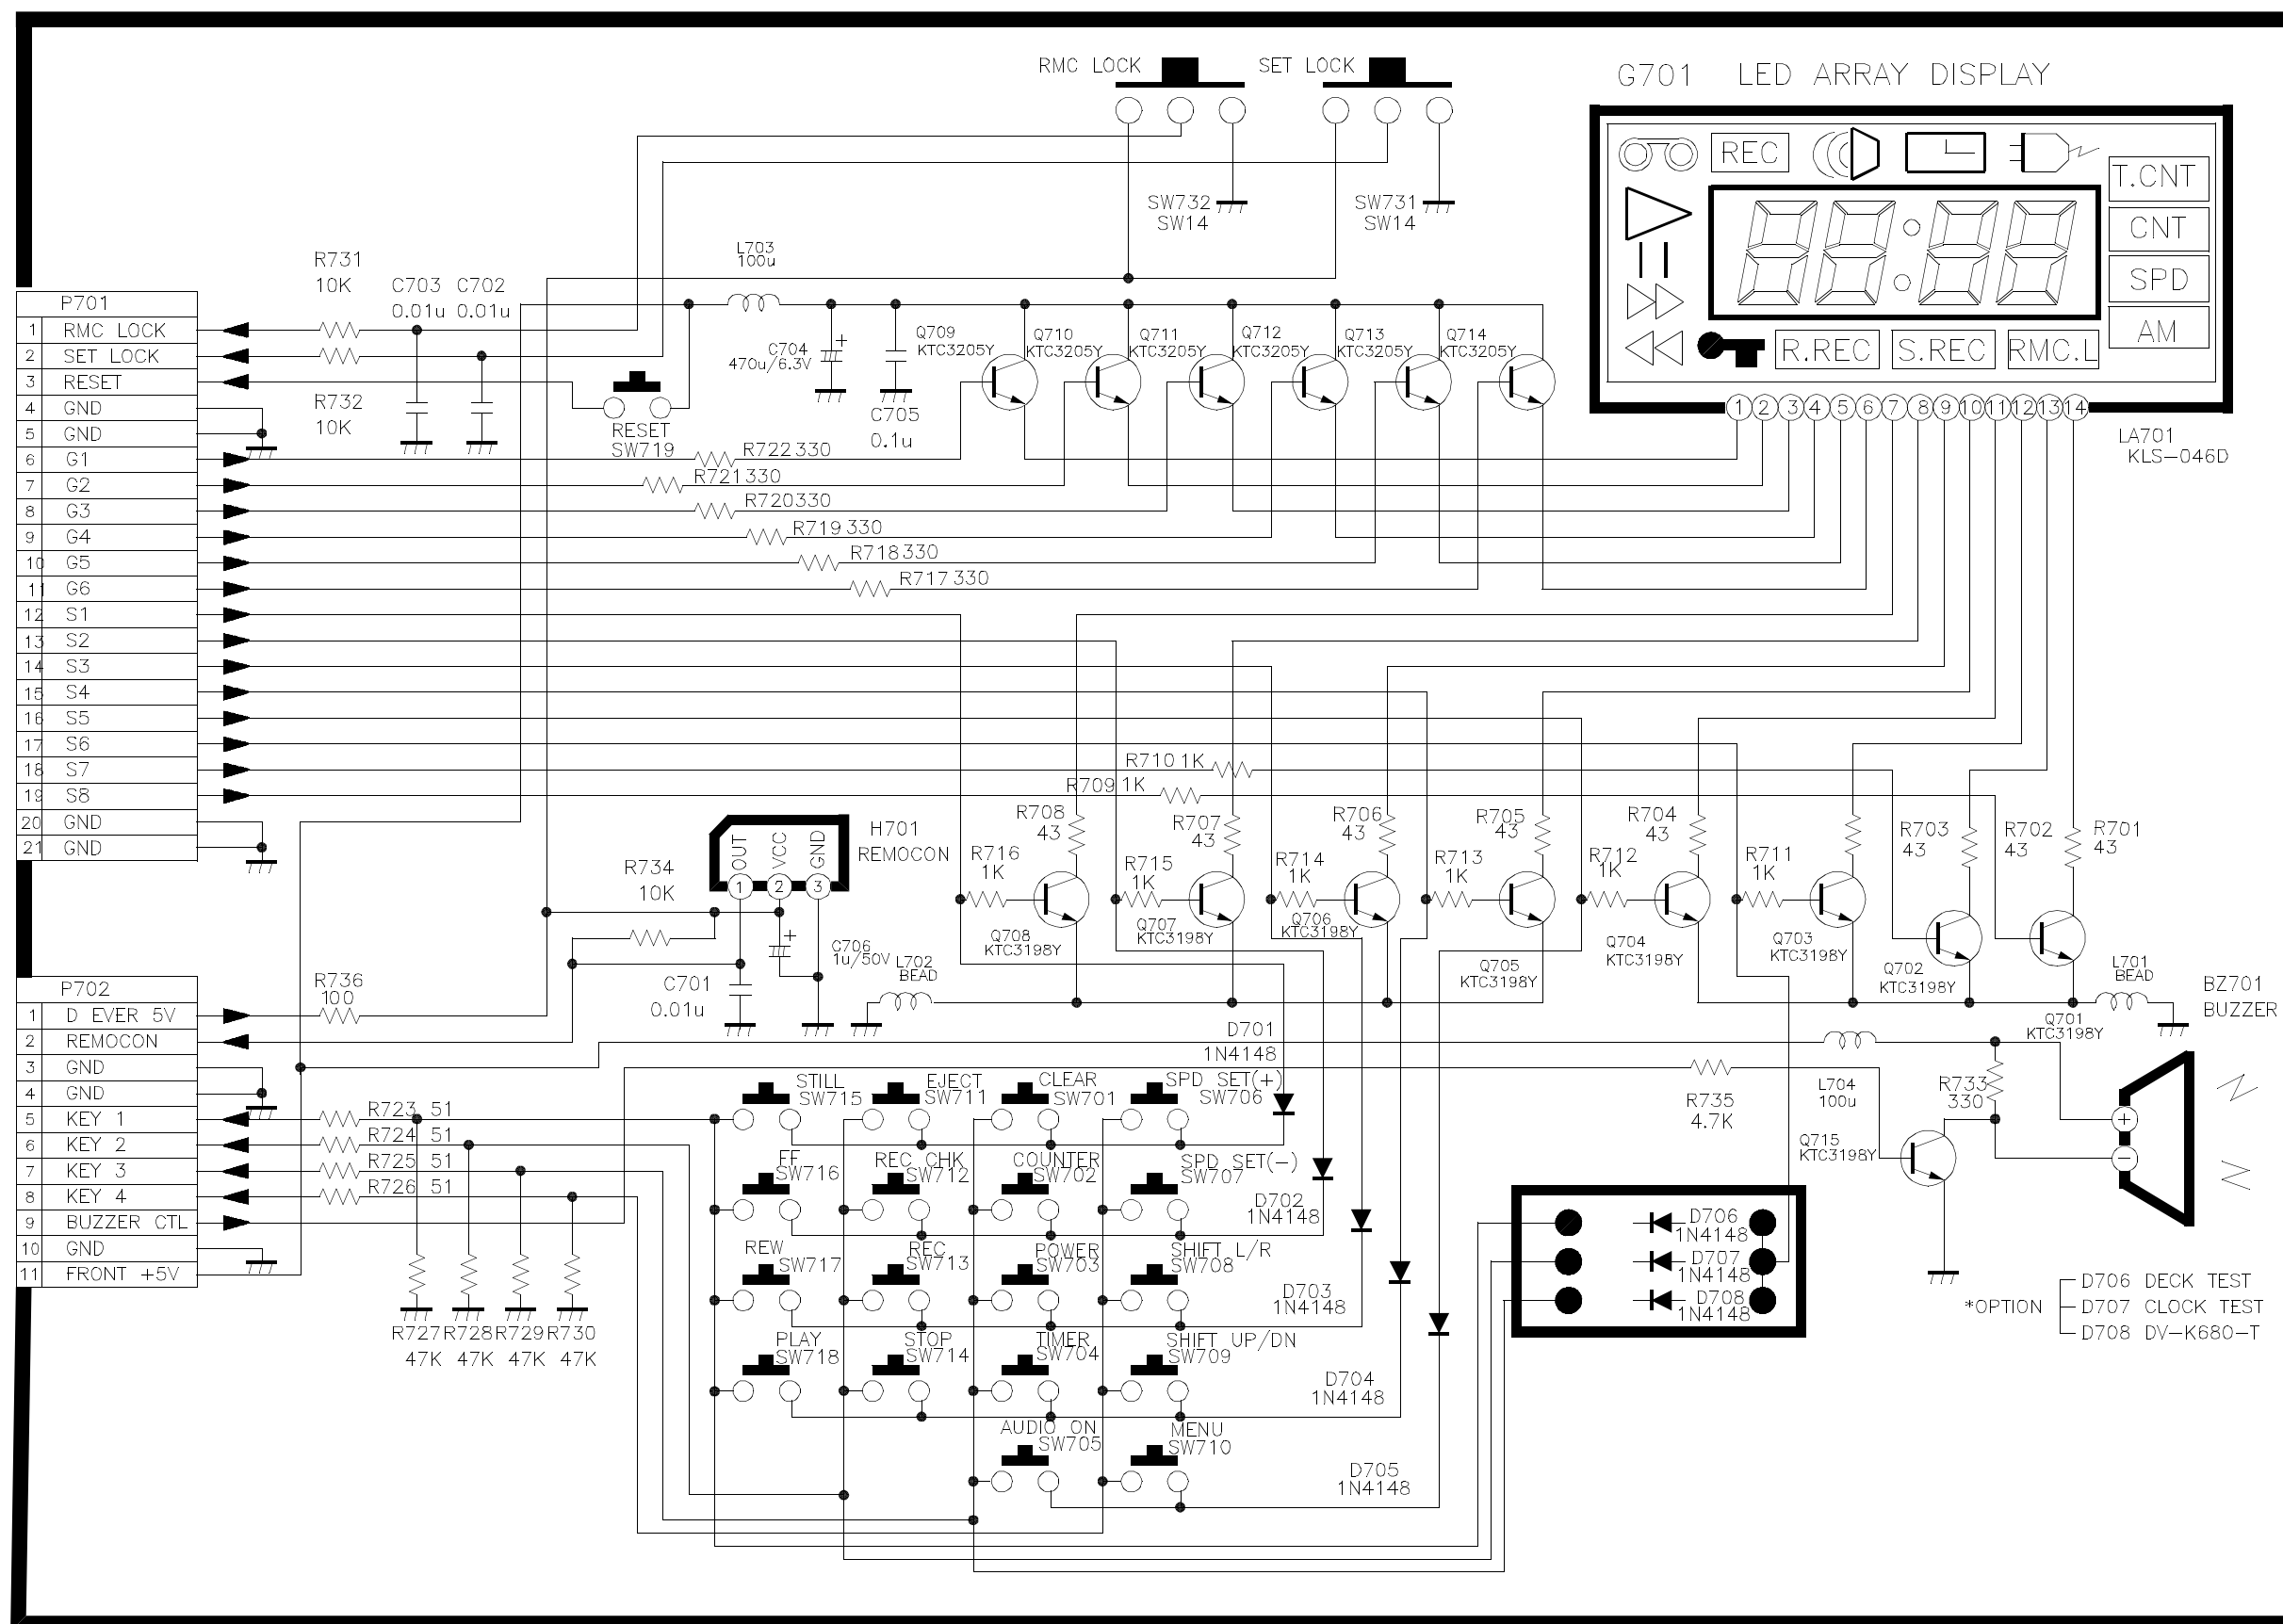 RMC LOCK
SW732
SW14
SET LOCK
SW731
SW14
G701 LED ARRAY DISPLAY
REC
T.CNT
CNT
SPD
AM
R.REC
S.REC
RMC.L
1 2 3 4 5 6 7 8 9 10 11 12 13 14
LA701
KLS-046D
R731
10K
C703
0.01u
C702
0.01u
R732
10K
L703
100u
C704
470u/6.3V
+
C705
0.1u
RESET
SW719
Q709
KTC3205Y
Q710
KTC3205Y
Q711
KTC3205Y
Q712
KTC3205Y
Q713
KTC3205Y
Q714
KTC3205Y
P701
1 RMC LOCK
2 SET LOCK
3 RESET
4 GND
5 GND
6 G1
7 G2
8 G3
9 G4
10 G5
11 G6
12 S1
13 S2
14 S3
15 S4
16 S5
17 S6
18 S7
19 S8
20 GND
21 GND
R722 330
R721 330
R720 330
R719 330
R718 330
R717 330
R710 1K
R709 1K
R708
43
R707
43
R706
43
R705
43
R704
43
R703
43
R702
43
R701
43
R716
1K
R715
1K
R714
1K
R713
1K
R712
1K
R711
1K
Q708
KTC3198Y
Q707
KTC3198Y
Q706
KTC3198Y
Q705
KTC3198Y
Q704
KTC3198Y
Q703
KTC3198Y
Q702
KTC3198Y
Q701
KTC3198Y
H701
REMOCON
OUT
VCC
GND
1 2 3
R734
10K
C706
1u/50V
+
C701
0.01u
L702
BEAD
L701
BEAD
BZ701
BUZZER
P702
1 D EVER 5V
2 REMOCON
3 GND
4 GND
5 KEY 1
6 KEY 2
7 KEY 3
8 KEY 4
9 BUZZER CTL
10 GND
11 FRONT +5V
R736
100
R723 51
R724 51
R725 51
R726 51
R727
47K
R728
47K
R729
47K
R730
47K
STILL
SW715
EJECT
SW711
CLEAR
SW701
SPD SET(+)
SW706
FF
SW716
REC CHK
SW712
COUNTER
SW702
SPD SET(-)
SW707
REW
SW717
REC
SW713
POWER
SW703
SHIFT L/R
SW708
PLAY
SW718
STOP
SW714
TIMER
SW704
SHIFT UP/DN
SW709
AUDIO ON
SW705
MENU
SW710
D701
1N4148
D702
1N4148
D703
1N4148
D704
1N4148
D705
1N4148
D706
1N4148
D707
1N4148
D708
1N4148
R735
4.7K
L704
100u
R733
330
Q715
KTC3198Y
+
-
*OPTION
D706 DECK TEST
D707 CLOCK TEST
D708 DV-K680-T